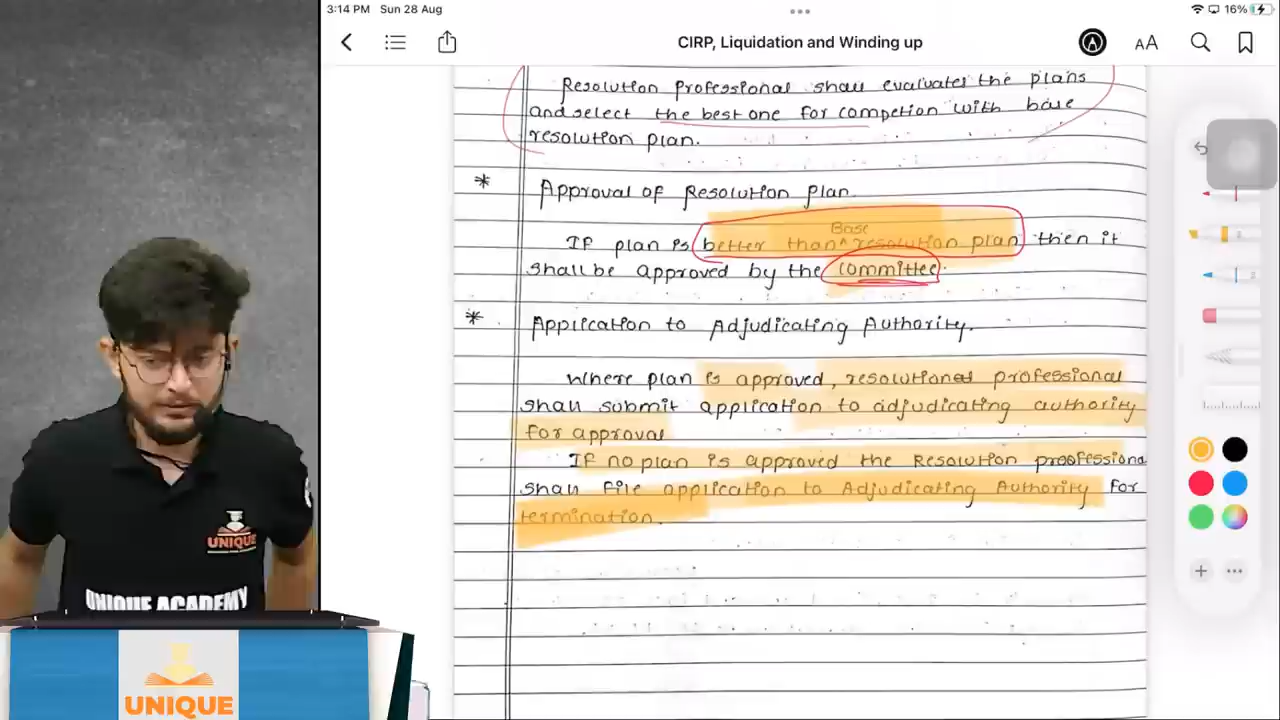 3:14 PM Sun 28 Aug
16%
CIRP, Liquidation and Winding up
AA
Resolution Professional shall evaluates the plans
and select the best one for competion with base
resolution plan.
* Approval of Resolution Plan.
Base
If plan is better than^ resolution plan then it
shall be approved by the committee.
* Application to Adjudicating Authority.
Where plan is approved, resolutioned professional
shall submit application to adjudicating authority
for approval
If no plan is approved the Resolution proofessiona
shall file application to Adjudicating Authority for
termination.
UNIQUE
UNIQUE ACADEMY
UNIQUE